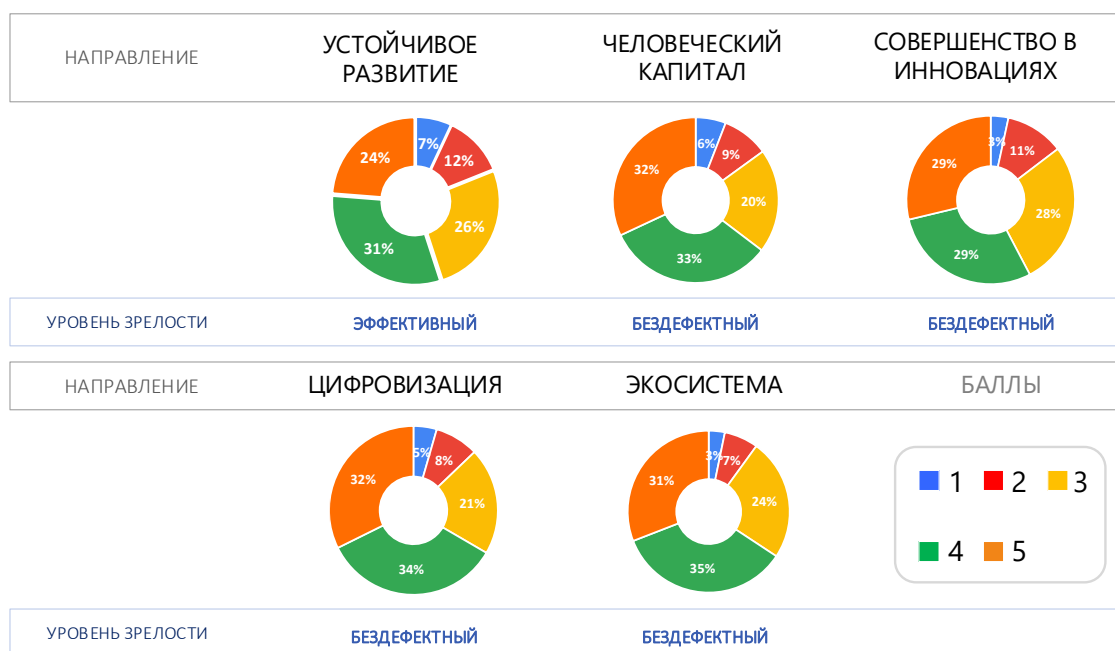 НАПРАВЛЕНИЕ
УСТОЙЧИВОЕ
РАЗВИТИЕ
ЧЕЛОВЕЧЕСКИЙ
КАПИТАЛ
СОВЕРШЕНСТВО В
ИННОВАЦИЯХ
7%
12%
26%
31%
24%
6%
9%
20%
33%
32%
3%
11%
28%
29%
29%
УРОВЕНЬ ЗРЕЛОСТИ
ЭФФЕКТИВНЫЙ
БЕЗДЕФЕКТНЫЙ
БЕЗДЕФЕКТНЫЙ
НАПРАВЛЕНИЕ
ЦИФРОВИЗАЦИЯ
ЭКОСИСТЕМА
БАЛЛЫ
5%
8%
21%
34%
32%
3%
7%
24%
35%
31%
1 2 3
4 5
УРОВЕНЬ ЗРЕЛОСТИ
БЕЗДЕФЕКТНЫЙ
БЕЗДЕФЕКТНЫЙ